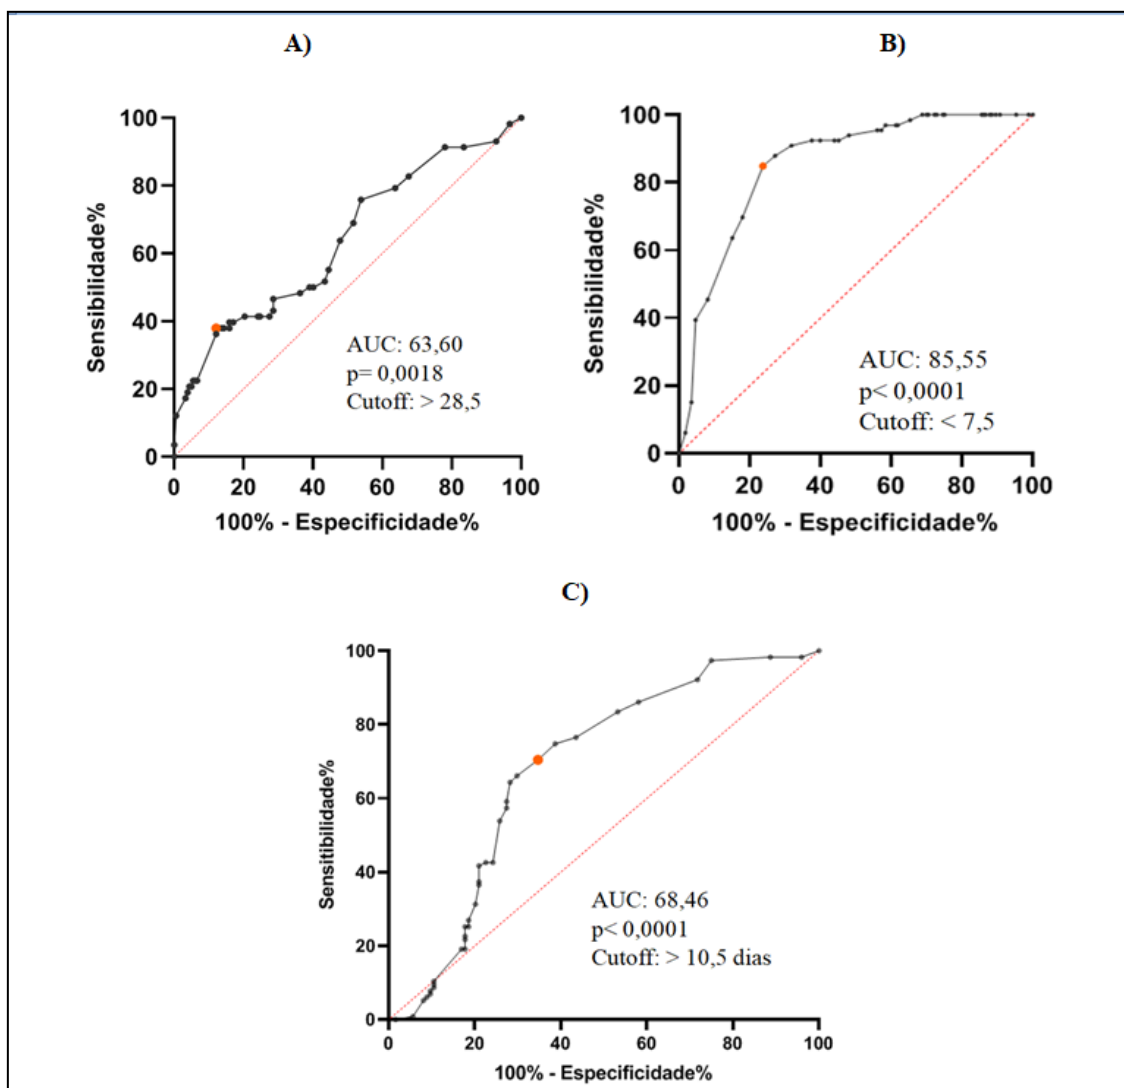 A)
100
80
60
40
20
0
Sensibilidade%
0 20 40 60 80 100
100% - Especificidade%
AUC: 63,60
p= 0,0018
Cutoff: > 28,5
B)
100
80
60
40
20
0
Sensibilidade%
0 20 40 60 80 100
100% - Especificidade%
AUC: 85,55
p< 0,0001
Cutoff: < 7,5
C)
100
80
60
40
20
0
Sensitibilidade%
0 20 40 60 80 100
100% - Especificidade%
AUC: 68,46
p< 0,0001
Cutoff: > 10,5 dias